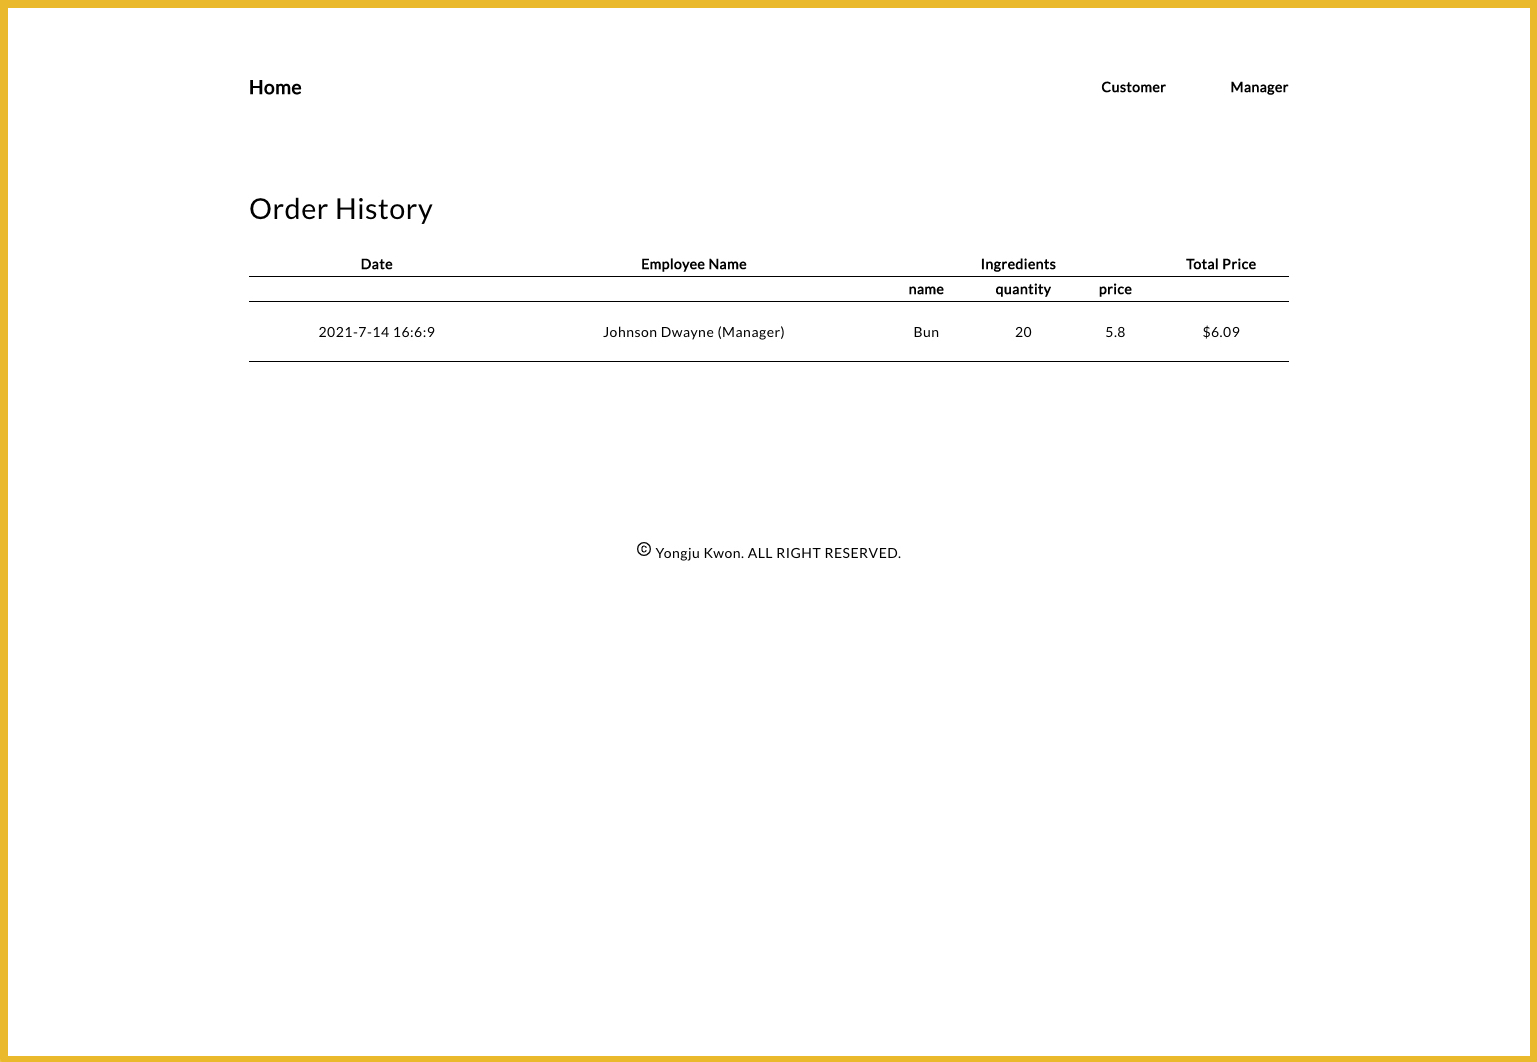 Home Customer Manager
Order History
Date Employee Name Ingredients Total Price
name quantity price
2021-7-14 16:6:9 Johnson Dwayne (Manager) Bun 20 5.8 $6.09
© Yongju Kwon. ALL RIGHT RESERVED.